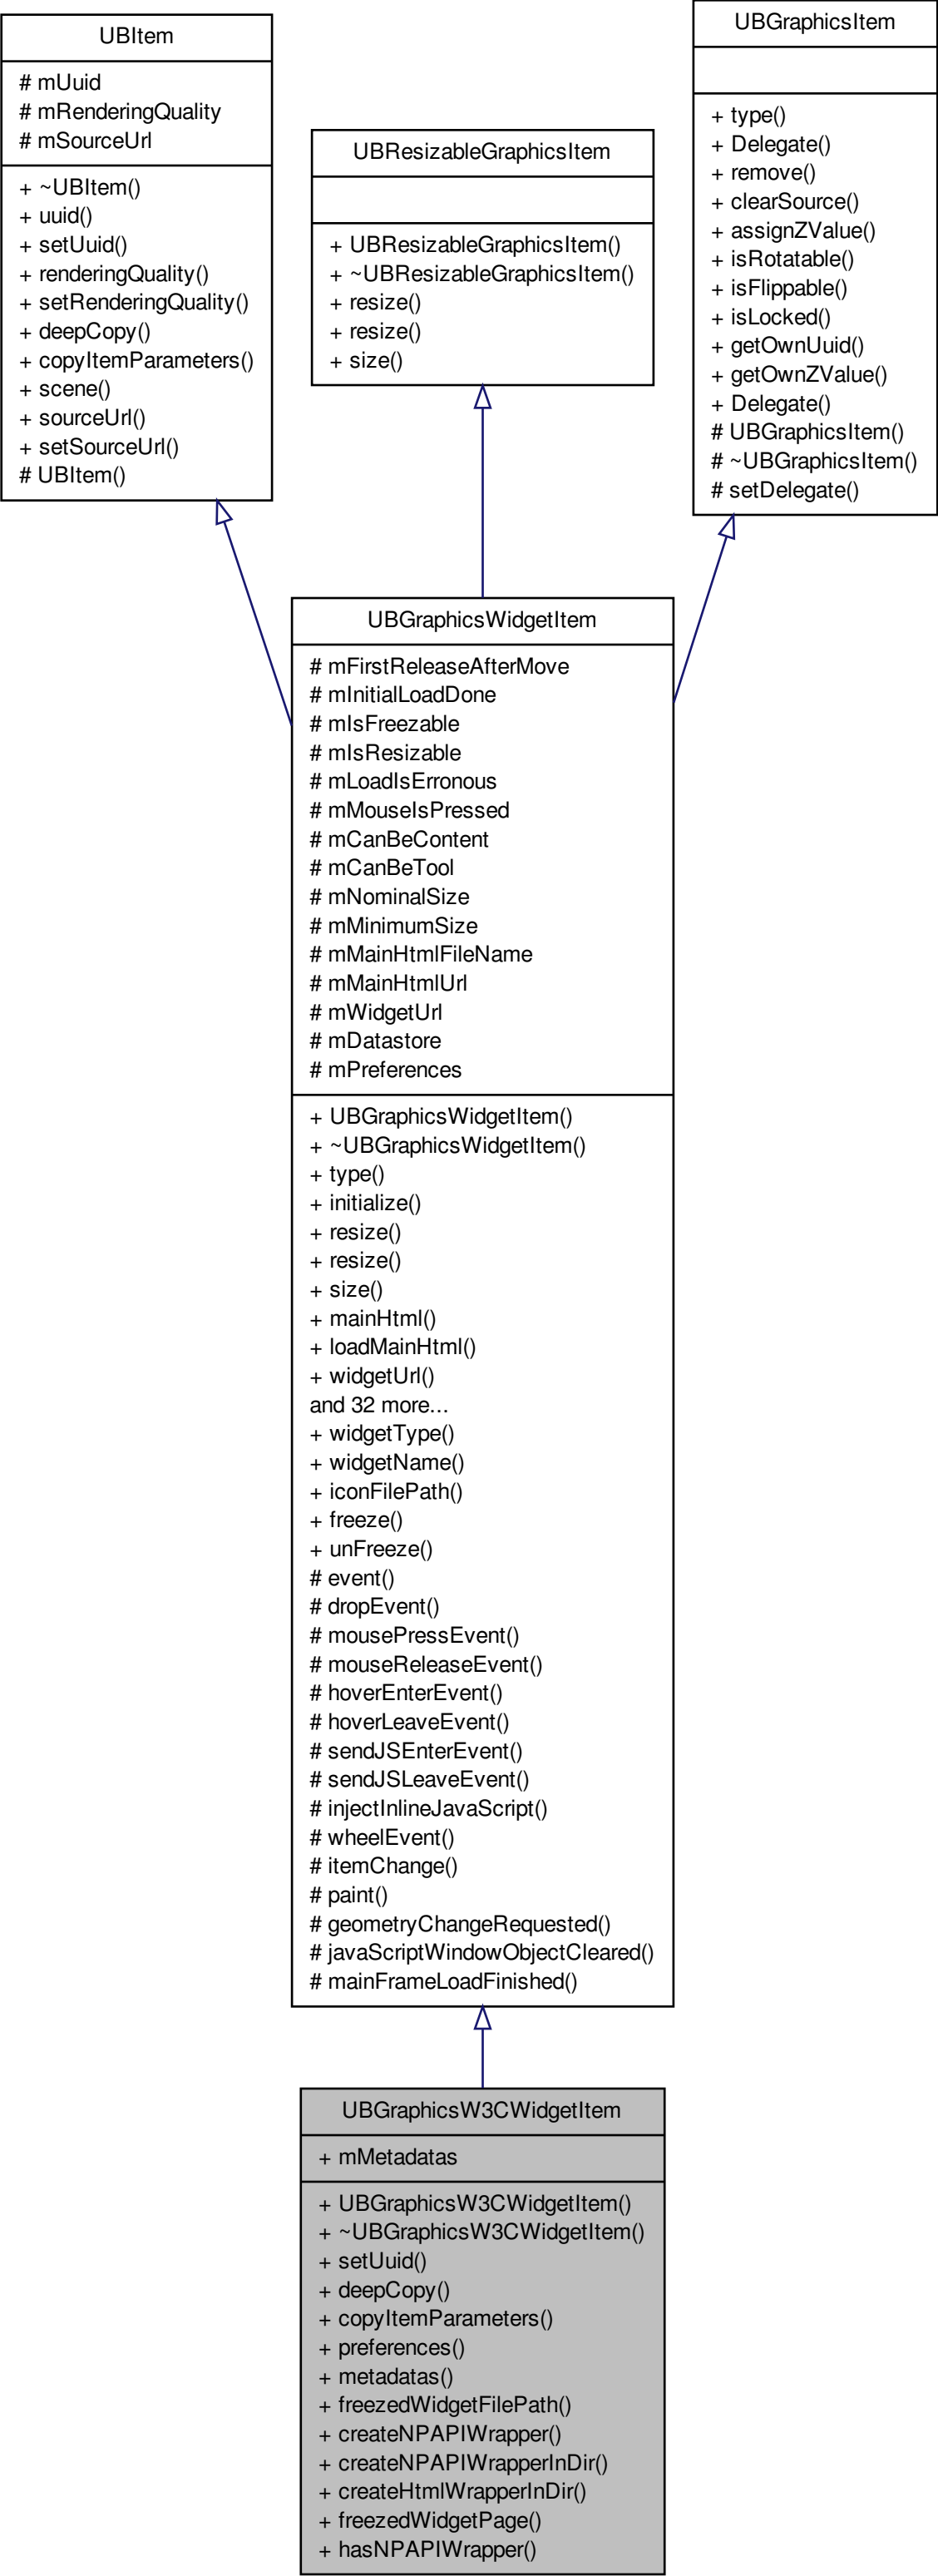 UBItem
# mUuid
# mRenderingQuality
# mSourceUrl
+ ~UBItem()
+ uuid()
+ setUuid()
+ renderingQuality()
+ setRenderingQuality()
+ deepCopy()
+ copyItemParameters()
+ scene()
+ sourceUrl()
+ setSourceUrl()
# UBItem()
UBResizableGraphicsItem
+ UBResizableGraphicsItem()
+ ~UBResizableGraphicsItem()
+ resize()
+ resize()
+ size()
UBGraphicsItem
+ type()
+ Delegate()
+ remove()
+ clearSource()
+ assignZValue()
+ isRotatable()
+ isFlippable()
+ isLocked()
+ getOwnUuid()
+ getOwnZValue()
+ Delegate()
# UBGraphicsItem()
# ~UBGraphicsItem()
# setDelegate()
UBGraphicsWidgetItem
# mFirstReleaseAfterMove
# mInitialLoadDone
# mIsFreezable
# mIsResizable
# mLoadIsErronous
# mMouseIsPressed
# mCanBeContent
# mCanBeTool
# mNominalSize
# mMinimumSize
# mMainHtmlFileName
# mMainHtmlUrl
# mWidgetUrl
# mDatastore
# mPreferences
+ UBGraphicsWidgetItem()
+ ~UBGraphicsWidgetItem()
+ type()
+ initialize()
+ resize()
+ resize()
+ size()
+ mainHtml()
+ loadMainHtml()
+ widgetUrl()
and 32 more...
+ widgetType()
+ widgetName()
+ iconFilePath()
+ freeze()
+ unFreeze()
# event()
# dropEvent()
# mousePressEvent()
# mouseReleaseEvent()
# hoverEnterEvent()
# hoverLeaveEvent()
# sendJSEnterEvent()
# sendJSLeaveEvent()
# injectInlineJavaScript()
# wheelEvent()
# itemChange()
# paint()
# geometryChangeRequested()
# javaScriptWindowObjectCleared()
# mainFrameLoadFinished()
UBGraphicsW3CWidgetItem
+ mMetadatas
+ UBGraphicsW3CWidgetItem()
+ ~UBGraphicsW3CWidgetItem()
+ setUuid()
+ deepCopy()
+ copyItemParameters()
+ preferences()
+ metadatas()
+ freezedWidgetFilePath()
+ createNPAPIWrapper()
+ createNPAPIWrapperInDir()
+ createHtmlWrapperInDir()
+ freezedWidgetPage()
+ hasNPAPIWrapper()